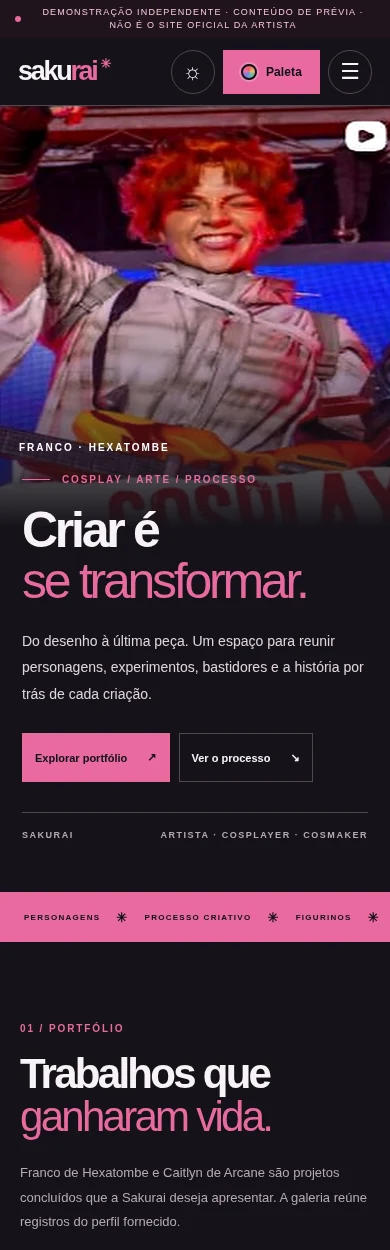 DEMONSTRAÇÃO INDEPENDENTE · CONTEÚDO DE PRÉVIA ·
NÃO É O SITE OFICIAL DA ARTISTA
sakurai✳
Paleta
COSPLAY
FRANCO · HEXATOMBE
COSPLAY / ARTE / PROCESSO
Criar é
se transformar.
Do desenho à última peça. Um espaço para reunir
personagens, experimentos, bastidores e a história por
trás de cada criação.
Explorar portfólio ↗ Ver o processo ↘
SAKURAI ARTISTA · COSPLAYER · COSMAKER
PERSONAGENS ✳ PROCESSO CRIATIVO ✳ FIGURINOS ✳
01 / PORTFÓLIO
Trabalhos que
ganharam vida.
Franco de Hexatombe e Caitlyn de Arcane são projetos
concluídos que a Sakurai deseja apresentar. A galeria reúne
registros do perfil fornecido.